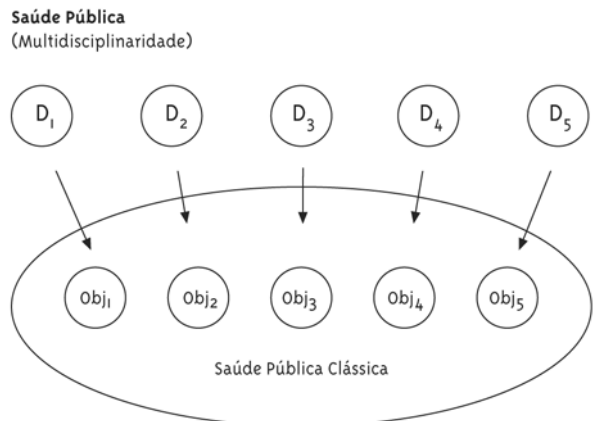 Saúde Pública
(Multidisciplinaridade)
D₁ D₂ D₃ D₄ D₅
Obj₁ Obj₂ Obj₃ Obj₄ Obj₅
Saúde Pública Clássica